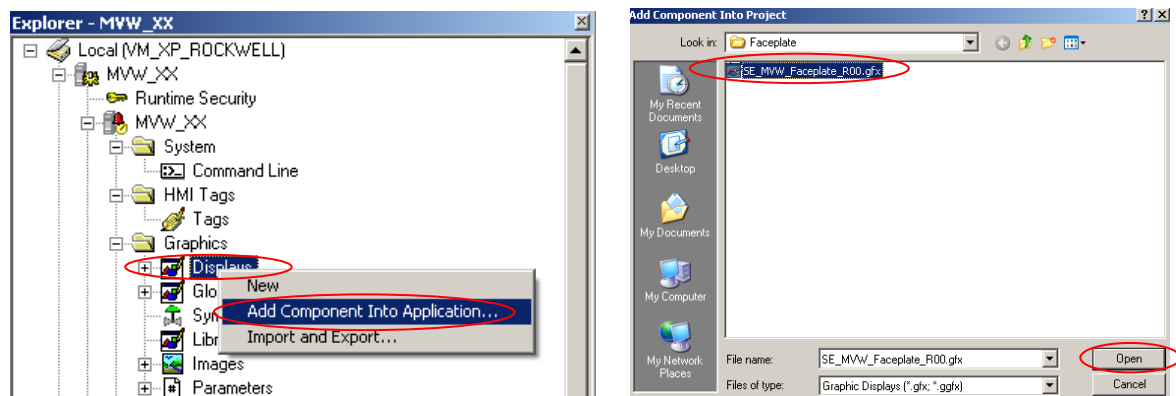 Explorer - MVW_XX
Local (VM_XP_ROCKWELL)
MVW_XX
Runtime Security
MVW_XX
System
Command Line
HMI Tags
Tags
Graphics
Displays
New
Glo
Add Component Into Application...
Sym
Import and Export...
Libr
Images
Parameters
Add Component Into Project
Look in:
Faceplate
SE_MVW_Faceplate_R00.gfx
My Recent
Documents
Desktop
My Documents
My Computer
My Network
Places
File name:
SE_MVW_Faceplate_R00.gfx
Open
Files of type:
Graphic Displays (*.gfx; *.ggfx)
Cancel